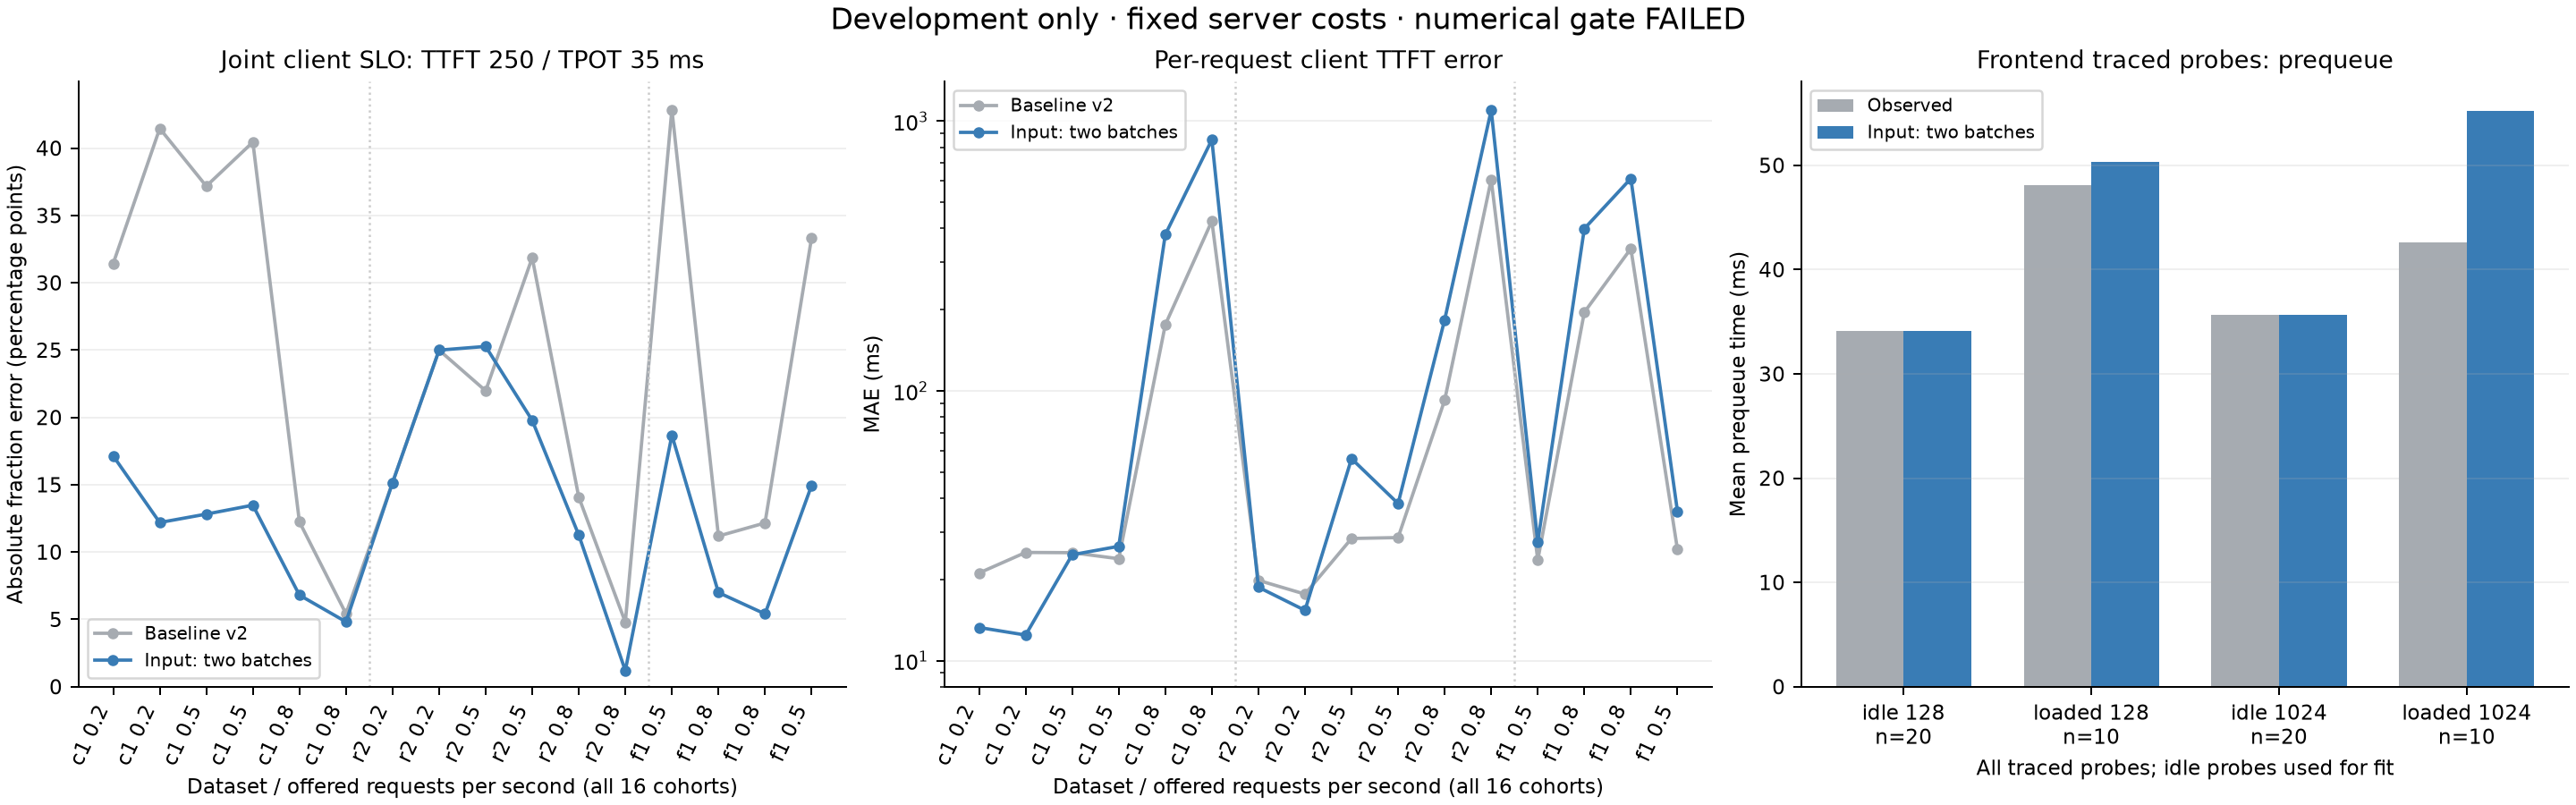 Development only · fixed server costs · numerical gate FAILED
Joint client SLO: TTFT 250 / TPOT 35 ms
Absolute fraction error (percentage points)
40
35
30
25
20
15
10
5
0
Baseline v2
Input: two batches
c1 0.2
c1 0.2
c1 0.5
c1 0.5
c1 0.8
c1 0.8
r2 0.2
r2 0.2
r2 0.5
r2 0.5
r2 0.8
r2 0.8
f1 0.5
f1 0.8
f1 0.8
f1 0.5
Dataset / offered requests per second (all 16 cohorts)
Per-request client TTFT error
MAE (ms)
10³
10²
10¹
Baseline v2
Input: two batches
c1 0.2
c1 0.2
c1 0.5
c1 0.5
c1 0.8
c1 0.8
r2 0.2
r2 0.2
r2 0.5
r2 0.5
r2 0.8
r2 0.8
f1 0.5
f1 0.8
f1 0.8
f1 0.5
Dataset / offered requests per second (all 16 cohorts)
Frontend traced probes: prequeue
Mean prequeue time (ms)
50
40
30
20
10
0
Observed
Input: two batches
idle 128
n=20
loaded 128
n=10
idle 1024
n=20
loaded 1024
n=10
All traced probes; idle probes used for fit